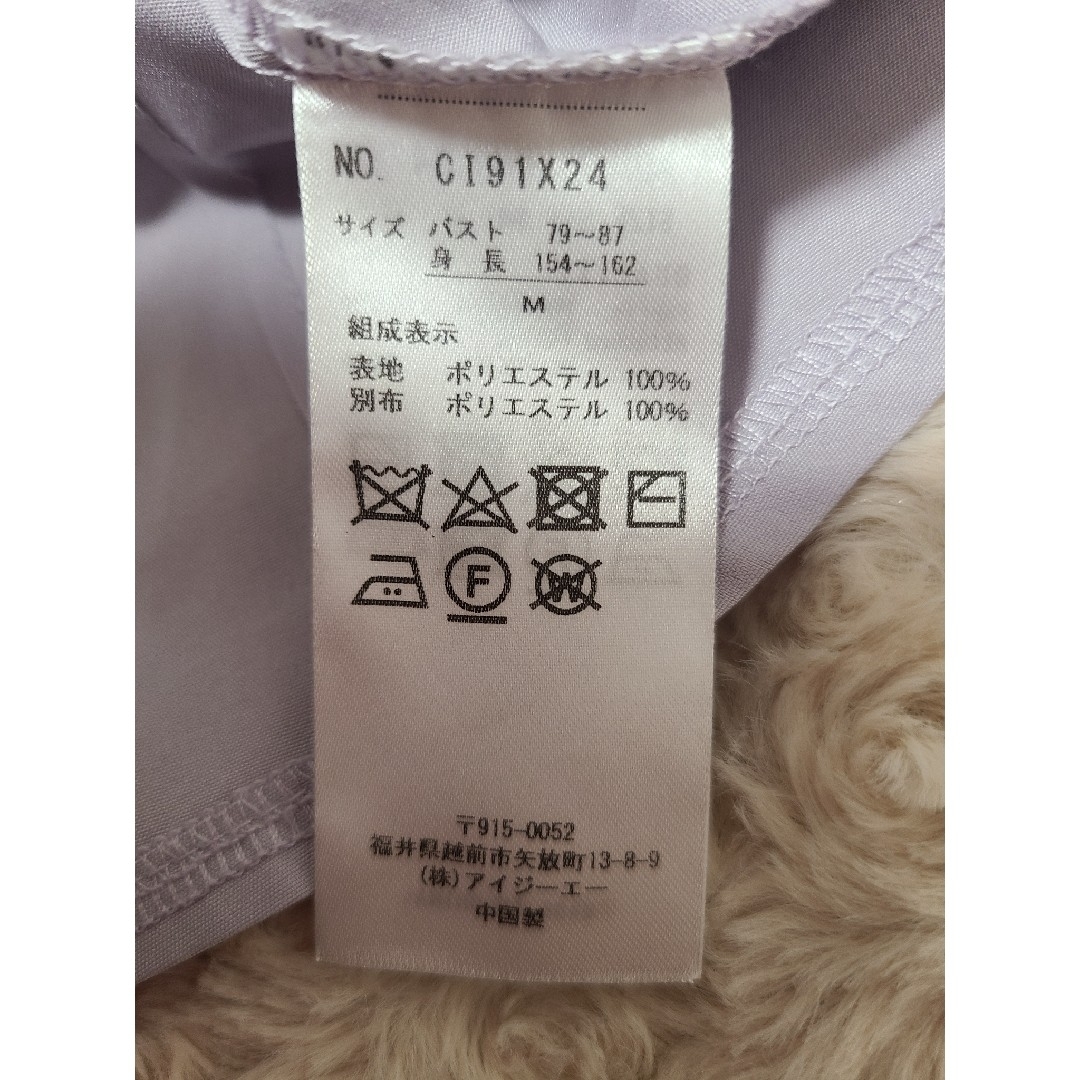 NO. CI91X24
サイズ バスト 79～87
身長 154～162
M
組成表示
表地 ポリエステル 100%
別布 ポリエステル 100%
F
W
〒915-0052
福井県越前市矢放町13-8-9
(株)アイジーエー
中国製